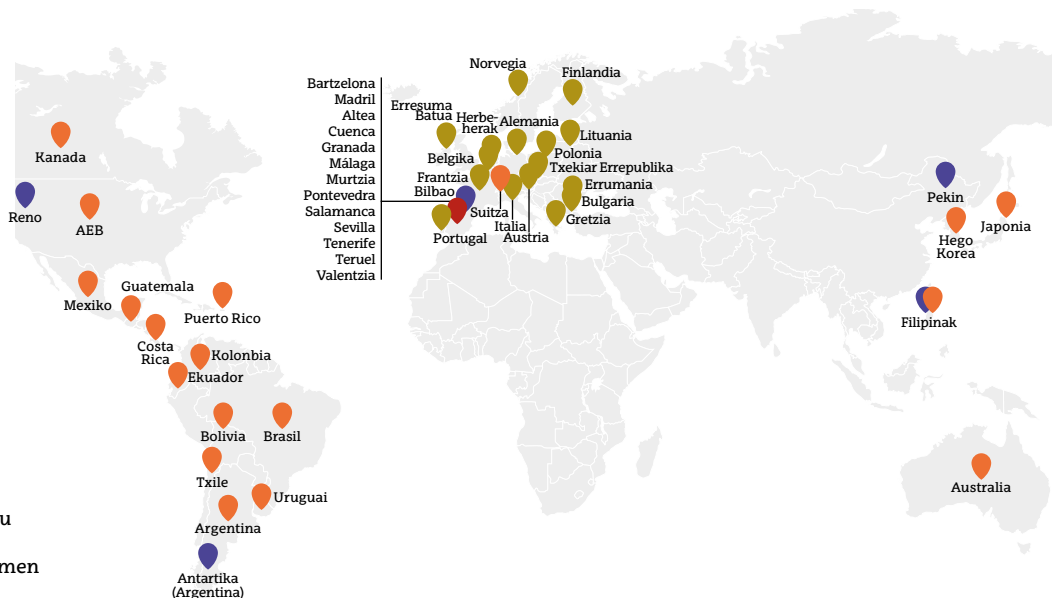 Kanada
Reno
AEB
Mexiko
Guatemala
Puerto Rico
Costa
Rica
Kolonbia
Ekuador
Bolivia
Brasil
Txile
Uruguai
Argentina
Antartika
(Argentina)
u
men
Bartzelona
Madril
Altea
Cuenca
Granada
Málaga
Murtzia
Pontevedra
Salamanca
Sevilla
Tenerife
Teruel
Valentzia
Norvegia
Finlandia
Erresuma
Batua
Herbe-
herak
Alemania
Lituania
Belgika
Polonia
Txekiar Errepublika
Frantzia
Bilbao
Errumania
Bulgaria
Suitza
Italia
Gretzia
Portugal
Austria
Pekin
Japonia
Hego
Korea
Filipinak
Australia